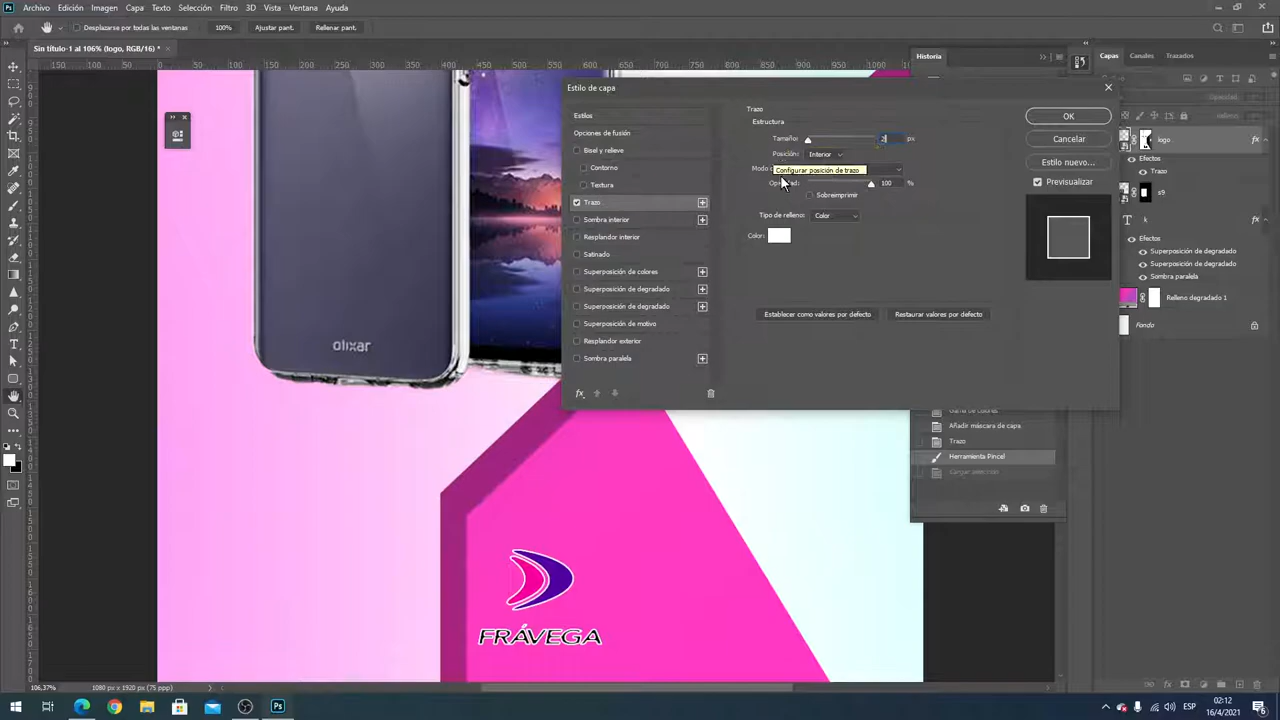 Archivo Edición Imagen Capa Texto Selección Filtro 3D Vista Ventana Ayuda
Desplazarse por todas las ventanas 100% Ajustar pant. Rellenar pant.
Sin título-1 al 106% (logo, RGB/16) *
Historia
Capas Canales Trazados
Estilo de capa
Estilos
Opciones de fusión
Bisel y relieve
Contorno
Textura
Trazo
Sombra interior
Resplandor interior
Satinado
Superposición de colores
Superposición de degradado
Superposición de degradado
Superposición de motivo
Resplandor exterior
Sombra paralela
fx
Trazo
Estructura
Tamaño: px
Posición: Interior
Configurar posición de trazo
100 %
Sobreimprimir
Tipo de relleno: Color
Color:
Establecer como valores por defecto Restaurar valores por defecto
OK
Cancelar
Estilo nuevo...
Previsualizar
logo fx
Efectos
Trazo
s9
Efectos
Superposición de degradado
Superposición de degradado
Sombra paralela
Relleno degradado 1
Fondo
Añadir máscara de capa
Trazo
Herramienta Pincel
Cargar selección
olixar
FRÁVEGA
106,37% 1080 px x 1920 px (75 ppp)
ESP
02:12
16/4/2021